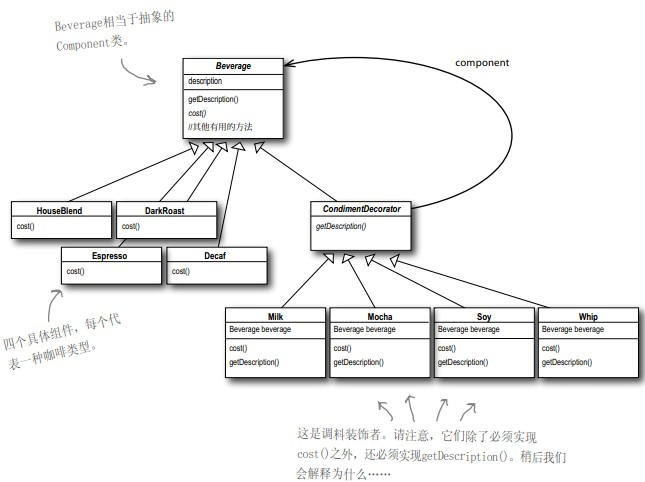 Beverage相当于抽象的
Component类。
Beverage
description
getDescription()
cost()
//其他有用的方法
component
HouseBlend
cost()
DarkRoast
cost()
CondimentDecorator
getDescription()
Espresso
cost()
Decaf
cost()
四个具体组件，每个代
表一种咖啡类型。
Milk
Beverage beverage
cost()
getDescription()
Mocha
Beverage beverage
cost()
getDescription()
Soy
Beverage beverage
cost()
getDescription()
Whip
Beverage beverage
cost()
getDescription()
这是调料装饰者。请注意，它们除了必须实现
cost()之外，还必须实现getDescription()。稍后我们
会解释为什么……